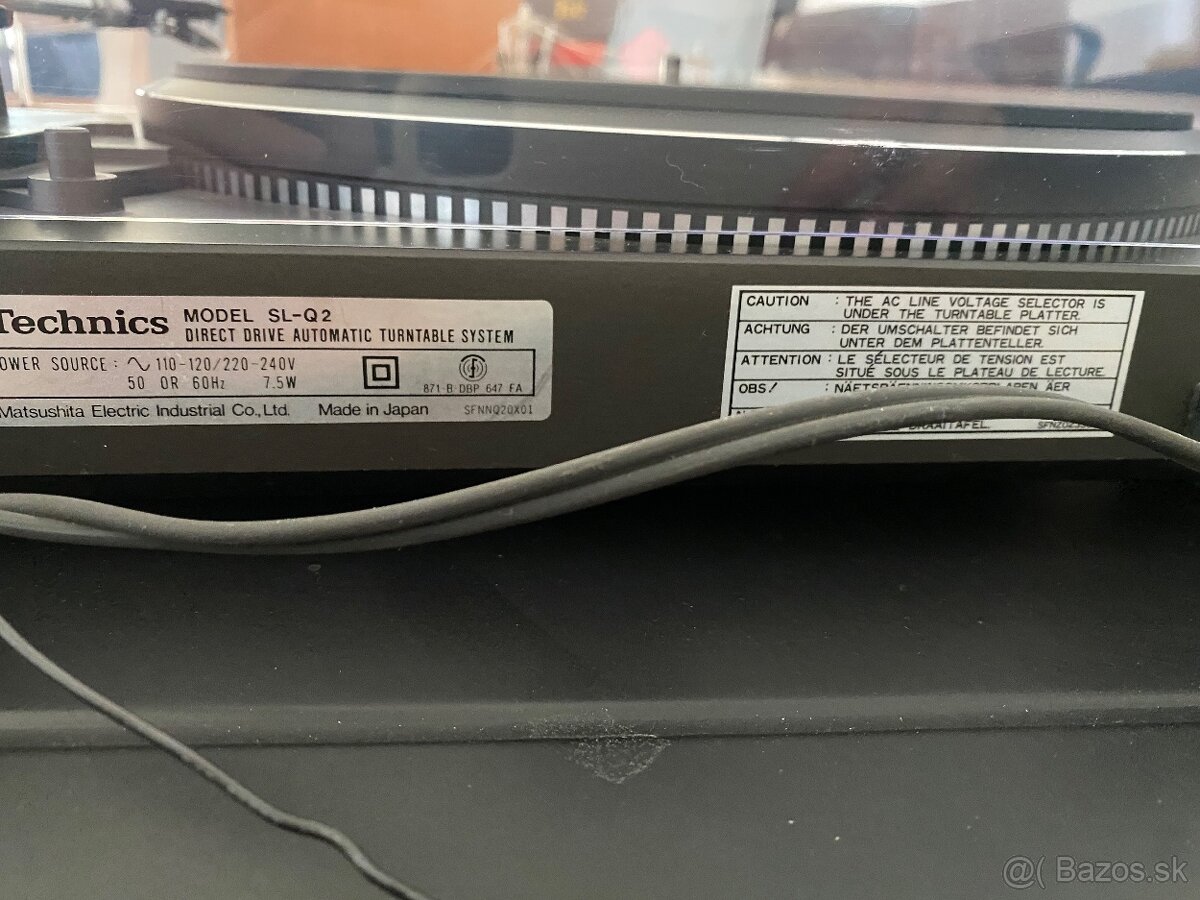 Technics MODEL SL-Q2
DIRECT DRIVE AUTOMATIC TURNTABLE SYSTEM
POWER SOURCE : ∿ 110-120/220-240V
50 OR 60Hz 7.5W
871-B DBP 647 FA
Matsushita Electric Industrial Co., Ltd. Made in Japan SFNNQ20X01
CAUTION : THE AC LINE VOLTAGE SELECTOR IS
UNDER THE TURNTABLE PLATTER.
ACHTUNG : DER UMSCHALTER BEFINDET SICH
UNTER DEM PLATTENTELLER.
ATTENTION : LE SÉLECTEUR DE TENSION EST
SITUÉ SOUS LE PLATEAU DE LECTURE.
OBS! :
@( Bazos.sk